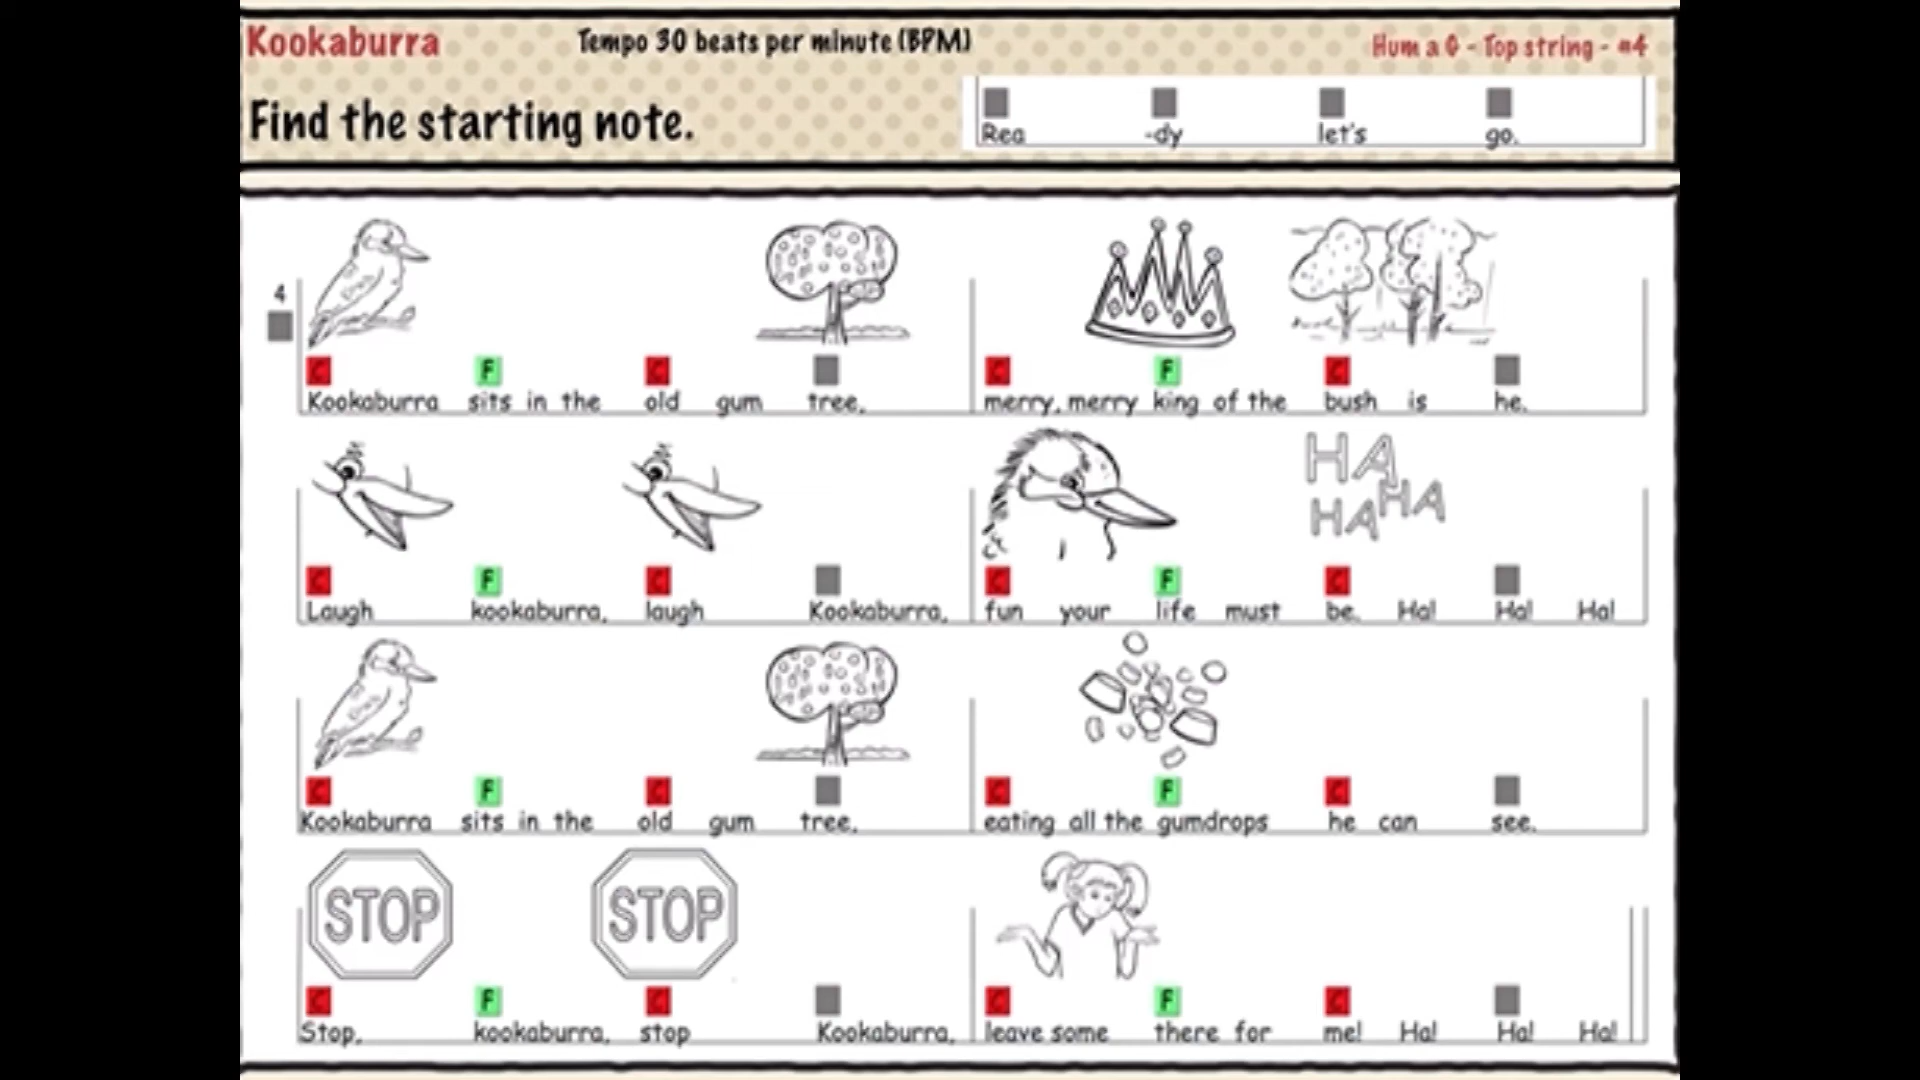 Kookaburra Tempo 30 beats per minute (BPM) Hum a G - Top string - #4
Find the starting note.
Rea -dy let's go.
4
C F C C F C
Kookaburra sits in the old gum tree, merry, merry king of the bush is he.
HA
HA HA
C F C C F C
Laugh kookaburra, laugh Kookaburra, fun your life must be. Ha! Ha! Ha!
C F C C F C
Kookaburra sits in the old gum tree, eating all the gumdrops he can see.
STOP STOP
C F C C F C
Stop, kookaburra, stop Kookaburra, leave some there for me! Ha! Ha! Ha!